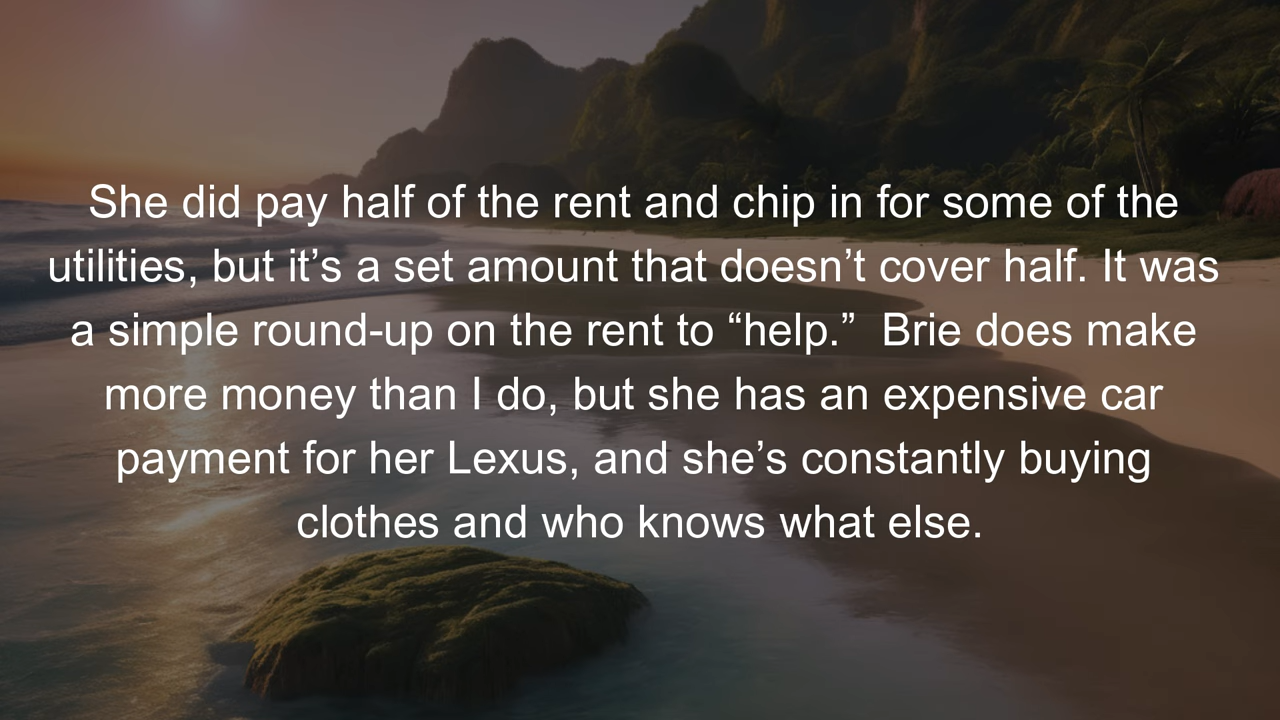 She did pay half of the rent and chip in for some of the
utilities, but it’s a set amount that doesn’t cover half. It was
a simple round-up on the rent to “help.”  Brie does make
more money than I do, but she has an expensive car
payment for her Lexus, and she’s constantly buying
clothes and who knows what else.